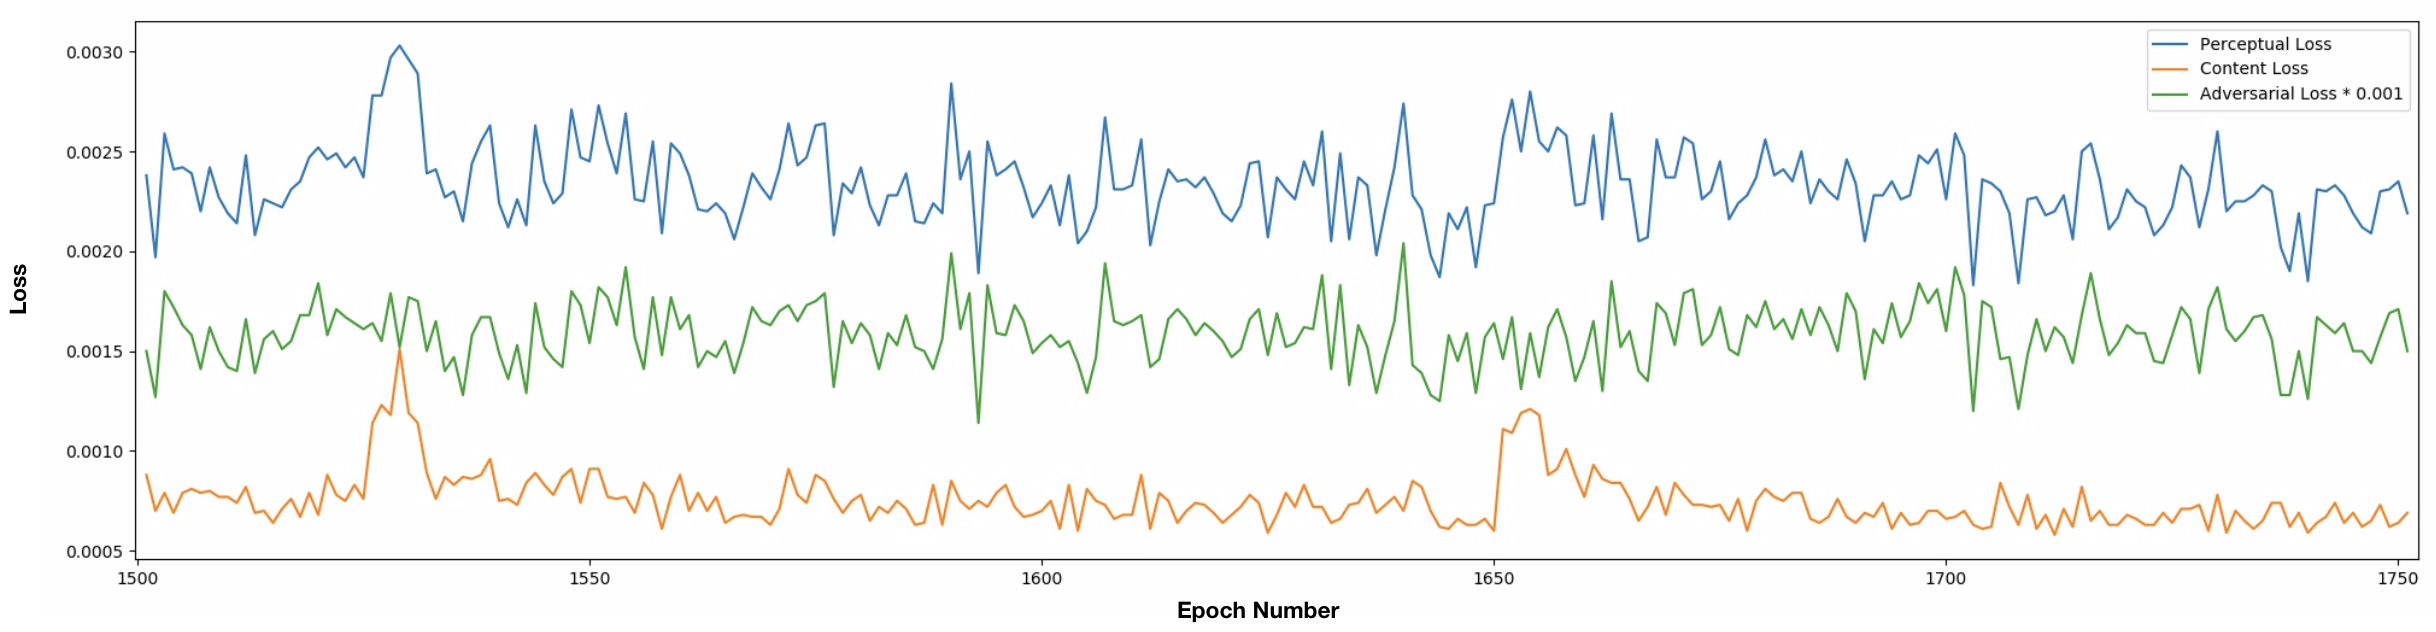 0.0030
0.0025
0.0020
0.0015
0.0010
0.0005
Loss
Perceptual Loss
Content Loss
Adversarial Loss * 0.001
1500 1550 1600 1650 1700 1750
Epoch Number